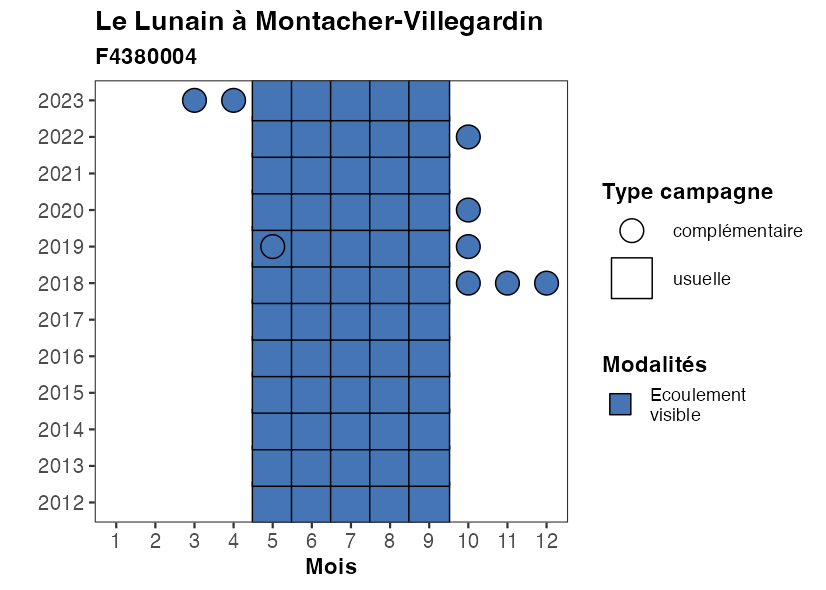 Le Lunain à Montacher-Villegardin
F4380004
2023
2022
2021
2020
2019
2018
2017
2016
2015
2014
2013
2012
1 2 3 4 5 6 7 8 9 10 11 12
Mois
Type campagne
complémentaire
usuelle
Modalités
Ecoulement
visible